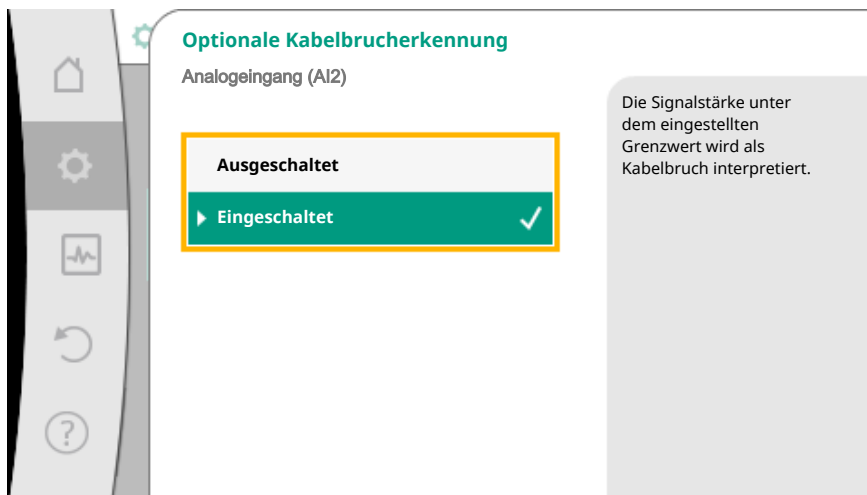 Optionale Kabelbrucherkennung
Analogeingang (AI2)
Ausgeschaltet
Eingeschaltet
Die Signalstärke unter
dem eingestellten
Grenzwert wird als
Kabelbruch interpretiert.